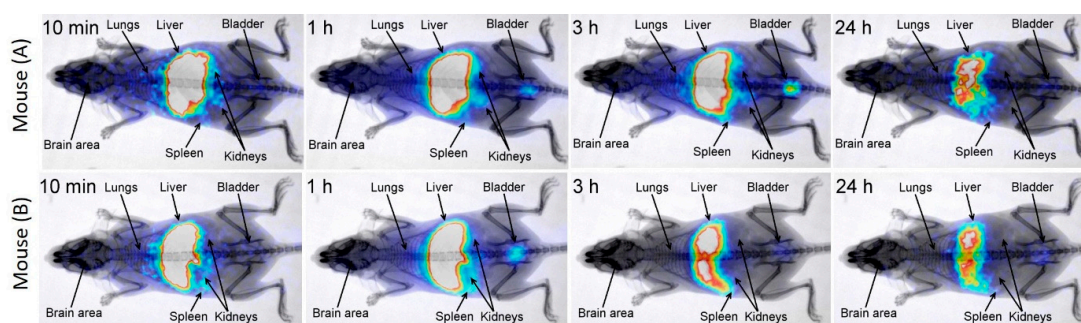 Mouse (A)
10 min
Lungs
Liver
Bladder
Brain area
Spleen
Kidneys
1 h
Lungs
Liver
Bladder
Brain area
Spleen
Kidneys
3 h
Lungs
Liver
Bladder
Brain area
Spleen
Kidneys
24 h
Lungs
Liver
Bladder
Brain area
Spleen
Kidneys
Mouse (B)
10 min
Lungs
Liver
Bladder
Brain area
Spleen
Kidneys
1 h
Lungs
Liver
Bladder
Brain area
Spleen
Kidneys
3 h
Lungs
Liver
Bladder
Brain area
Spleen
Kidneys
24 h
Lungs
Liver
Bladder
Brain area
Spleen
Kidneys